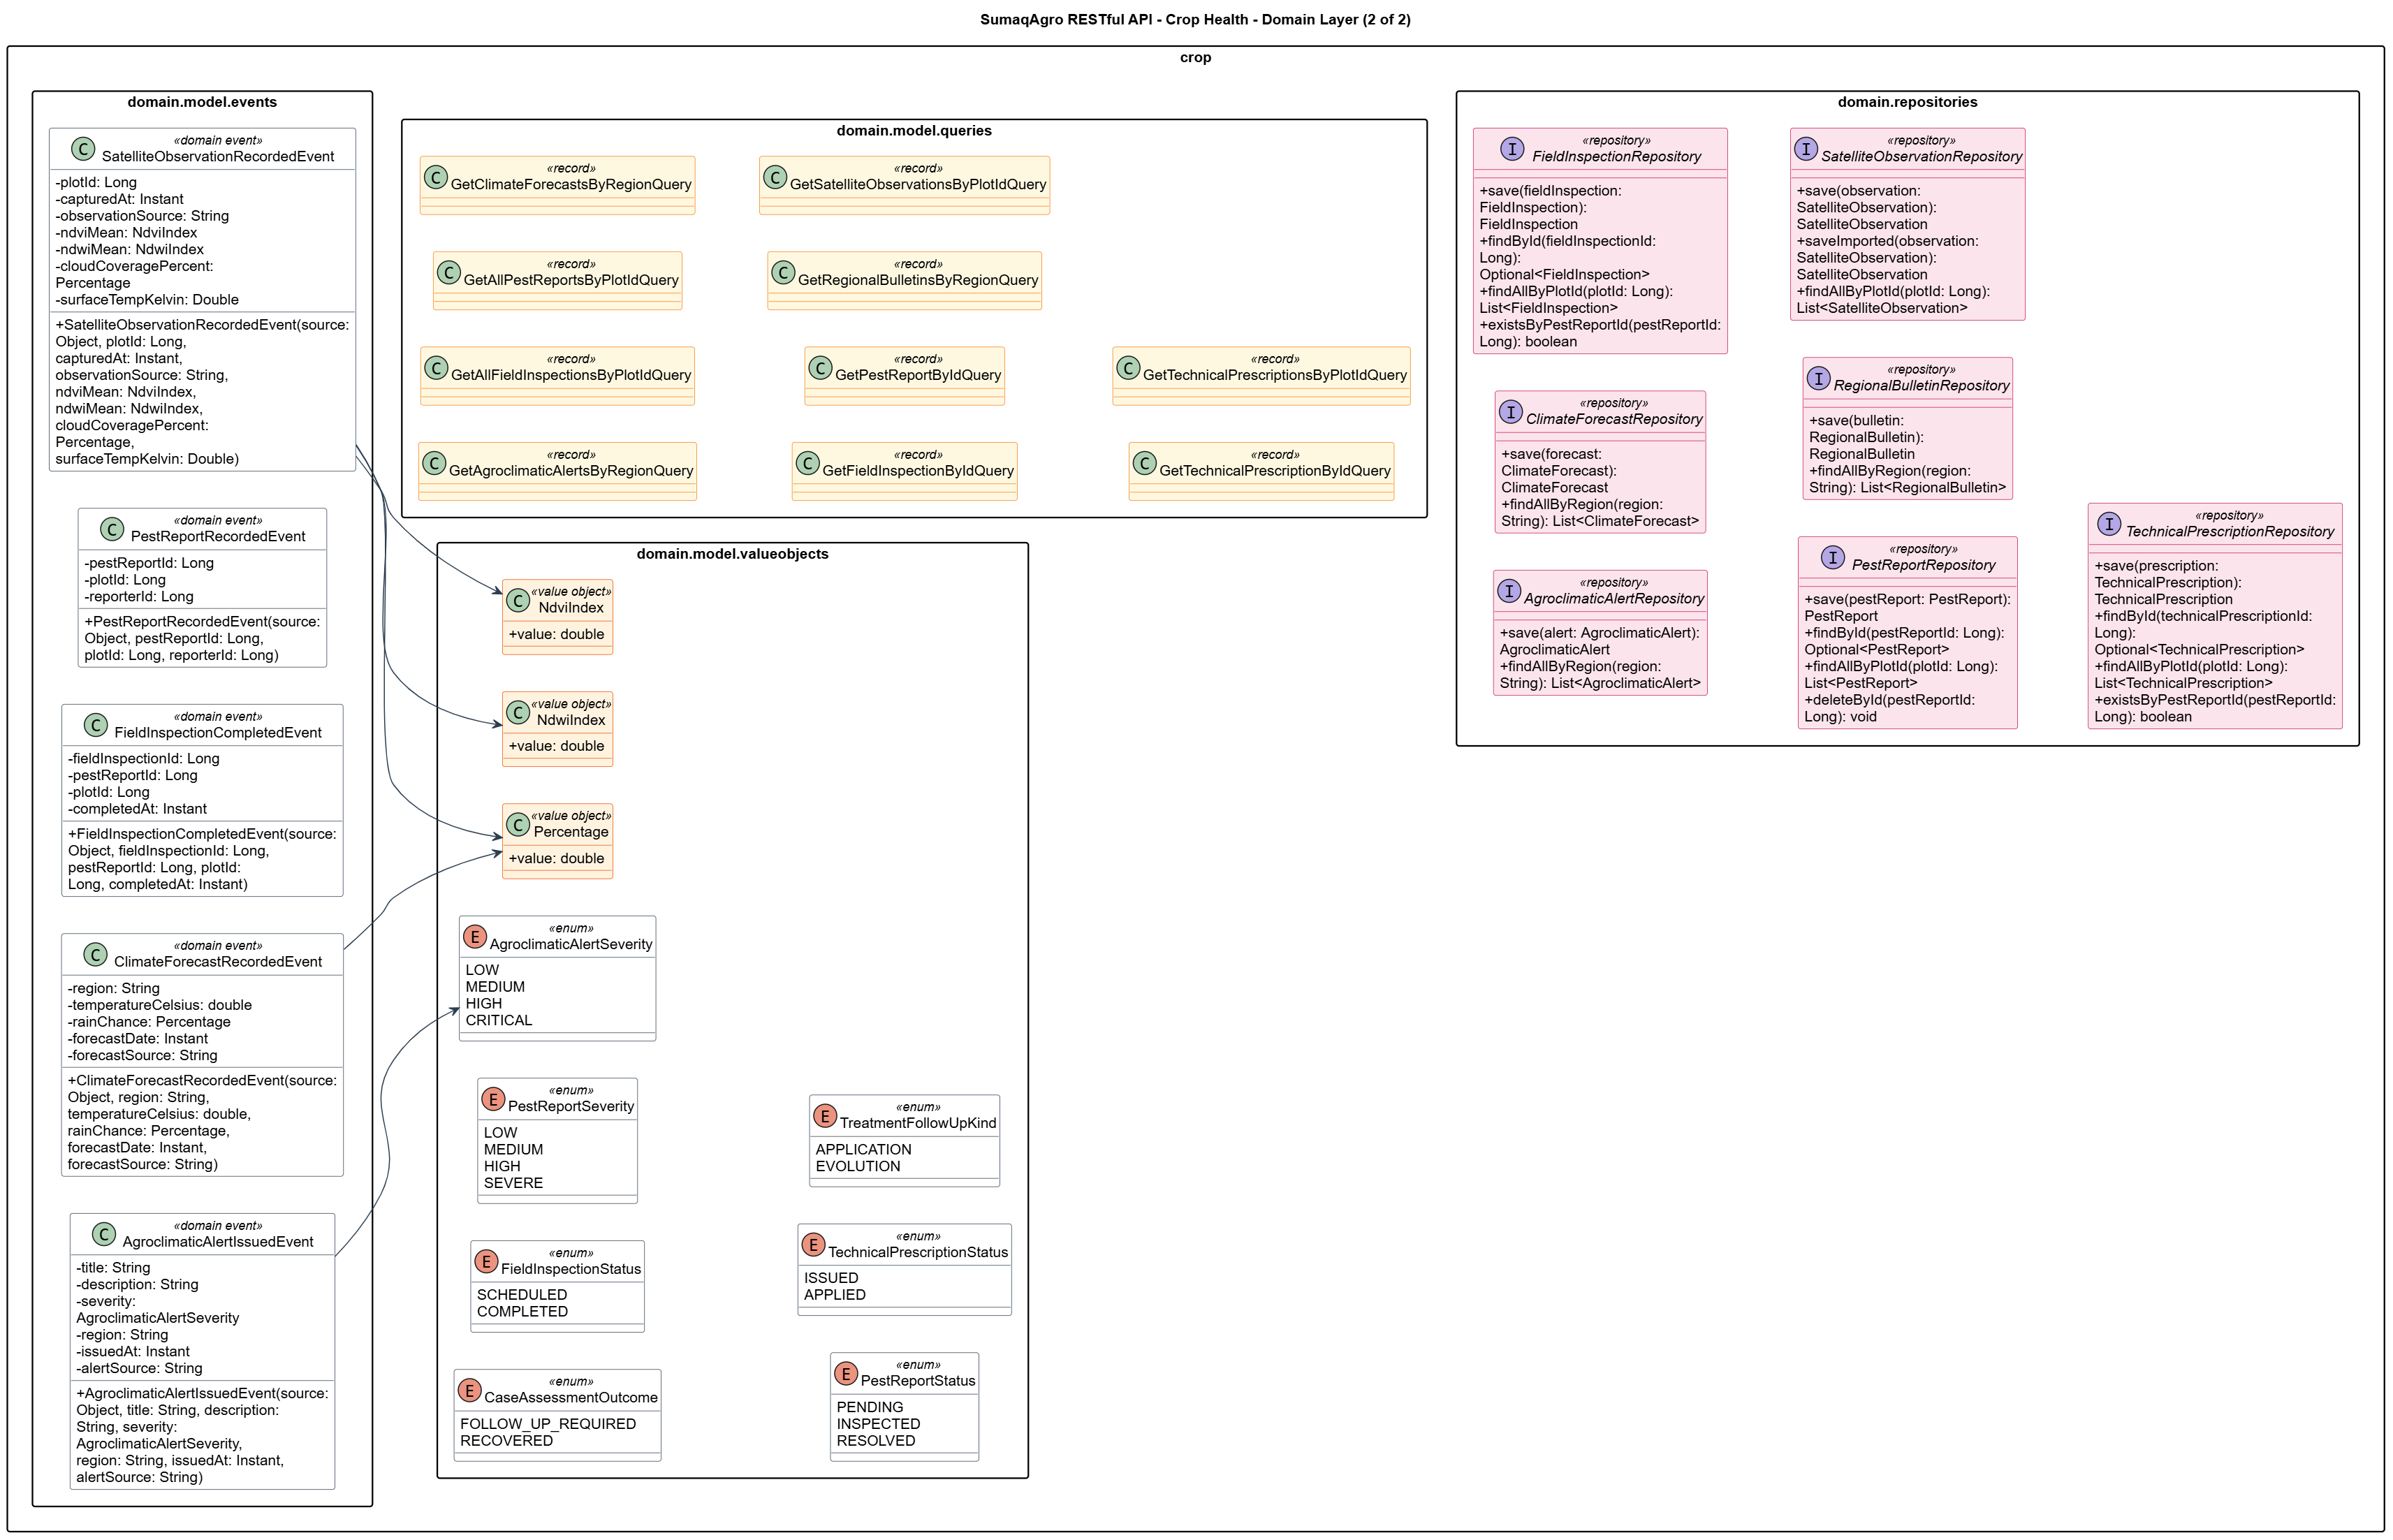 SumaqAgro RESTful API - Crop Health - Domain Layer (2 of 2)
crop
domain.model.events
«domain event»
C
SatelliteObservationRecordedEvent
-plotId: Long
-capturedAt: Instant
-observationSource: String
-ndviMean: NdviIndex
-ndwiMean: NdwiIndex
-cloudCoveragePercent:
Percentage
-surfaceTempKelvin: Double
+SatelliteObservationRecordedEvent(source:
Object, plotId: Long,
capturedAt: Instant,
observationSource: String,
ndviMean: NdviIndex,
ndwiMean: NdwiIndex,
cloudCoveragePercent:
Percentage,
surfaceTempKelvin: Double)
«domain event»
C
PestReportRecordedEvent
-pestReportId: Long
-plotId: Long
-reporterId: Long
+PestReportRecordedEvent(source:
Object, pestReportId: Long,
plotId: Long, reporterId: Long)
«domain event»
C
FieldInspectionCompletedEvent
-fieldInspectionId: Long
-pestReportId: Long
-plotId: Long
-completedAt: Instant
+FieldInspectionCompletedEvent(source:
Object, fieldInspectionId: Long,
pestReportId: Long, plotId:
Long, completedAt: Instant)
«domain event»
C
ClimateForecastRecordedEvent
-region: String
-temperatureCelsius: double
-rainChance: Percentage
-forecastDate: Instant
-forecastSource: String
+ClimateForecastRecordedEvent(source:
Object, region: String,
temperatureCelsius: double,
rainChance: Percentage,
forecastDate: Instant,
forecastSource: String)
«domain event»
C
AgroclimaticAlertIssuedEvent
-title: String
-description: String
-severity:
AgroclimaticAlertSeverity
-region: String
-issuedAt: Instant
-alertSource: String
+AgroclimaticAlertIssuedEvent(source:
Object, title: String, description:
String, severity:
AgroclimaticAlertSeverity,
region: String, issuedAt: Instant,
alertSource: String)
domain.model.queries
«record»
C
GetClimateForecastsByRegionQuery
«record»
C
GetSatelliteObservationsByPlotIdQuery
«record»
C
GetAllPestReportsByPlotIdQuery
«record»
C
GetRegionalBulletinsByRegionQuery
«record»
C
GetAllFieldInspectionsByPlotIdQuery
«record»
C
GetPestReportByIdQuery
«record»
C
GetTechnicalPrescriptionsByPlotIdQuery
«record»
C
GetAgroclimaticAlertsByRegionQuery
«record»
C
GetFieldInspectionByIdQuery
«record»
C
GetTechnicalPrescriptionByIdQuery
domain.model.valueobjects
«value object»
C
NdviIndex
+value: double
«value object»
C
NdwiIndex
+value: double
«value object»
C
Percentage
+value: double
«enum»
E
AgroclimaticAlertSeverity
LOW
MEDIUM
HIGH
CRITICAL
«enum»
E
PestReportSeverity
LOW
MEDIUM
HIGH
SEVERE
«enum»
E
TreatmentFollowUpKind
APPLICATION
EVOLUTION
«enum»
E
FieldInspectionStatus
SCHEDULED
COMPLETED
«enum»
E
TechnicalPrescriptionStatus
ISSUED
APPLIED
«enum»
E
CaseAssessmentOutcome
FOLLOW_UP_REQUIRED
RECOVERED
«enum»
E
PestReportStatus
PENDING
INSPECTED
RESOLVED
domain.repositories
«repository»
I
FieldInspectionRepository
+save(fieldInspection:
FieldInspection):
FieldInspection
+findById(fieldInspectionId:
Long):
Optional<FieldInspection>
+findAllByPlotId(plotId: Long):
List<FieldInspection>
+existsByPestReportId(pestReportId:
Long): boolean
«repository»
I
SatelliteObservationRepository
+save(observation:
SatelliteObservation):
SatelliteObservation
+saveImported(observation:
SatelliteObservation):
SatelliteObservation
+findAllByPlotId(plotId: Long):
List<SatelliteObservation>
«repository»
I
ClimateForecastRepository
+save(forecast:
ClimateForecast):
ClimateForecast
+findAllByRegion(region:
String): List<ClimateForecast>
«repository»
I
RegionalBulletinRepository
+save(bulletin:
RegionalBulletin):
RegionalBulletin
+findAllByRegion(region:
String): List<RegionalBulletin>
«repository»
I
AgroclimaticAlertRepository
+save(alert: AgroclimaticAlert):
AgroclimaticAlert
+findAllByRegion(region:
String): List<AgroclimaticAlert>
«repository»
I
PestReportRepository
+save(pestReport: PestReport):
PestReport
+findById(pestReportId: Long):
Optional<PestReport>
+findAllByPlotId(plotId: Long):
List<PestReport>
+deleteById(pestReportId:
Long): void
«repository»
I
TechnicalPrescriptionRepository
+save(prescription:
TechnicalPrescription):
TechnicalPrescription
+findById(technicalPrescriptionId:
Long):
Optional<TechnicalPrescription>
+findAllByPlotId(plotId: Long):
List<TechnicalPrescription>
+existsByPestReportId(pestReportId:
Long): boolean